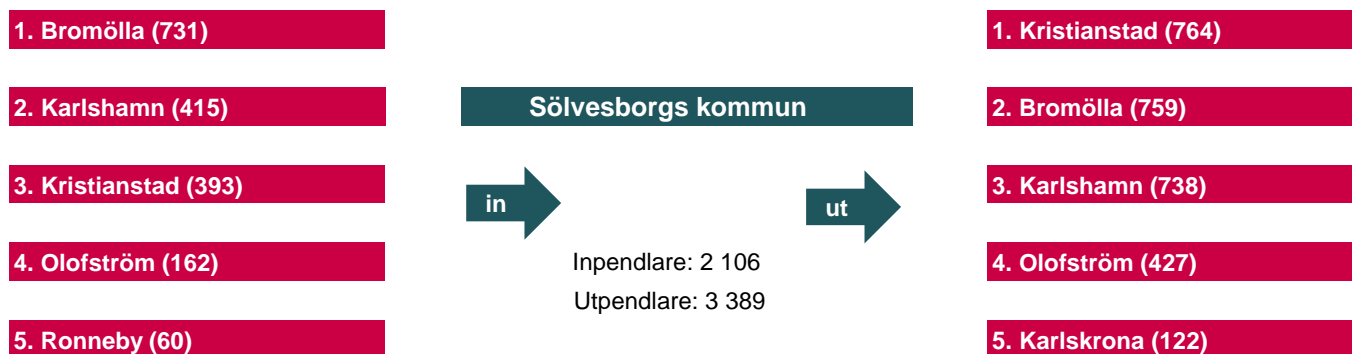 1. Bromölla (731)
2. Karlshamn (415)
3. Kristianstad (393)
4. Olofström (162)
5. Ronneby (60)
Sölvesborgs kommun
in
ut
Inpendlare: 2 106
Utpendlare: 3 389
1. Kristianstad (764)
2. Bromölla (759)
3. Karlshamn (738)
4. Olofström (427)
5. Karlskrona (122)